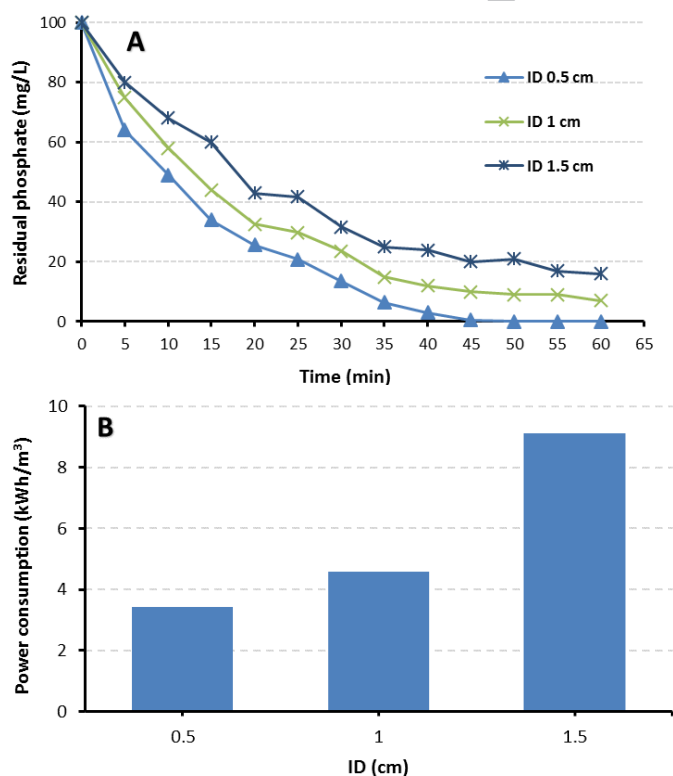 A
Residual phosphate (mg/L)
100
80
60
40
20
0
ID 0.5 cm
ID 1 cm
ID 1.5 cm
0 5 10 15 20 25 30 35 40 45 50 55 60 65
Time (min)
B
Power consumption (kWh/m³)
10
8
6
4
2
0
0.5 1 1.5
ID (cm)